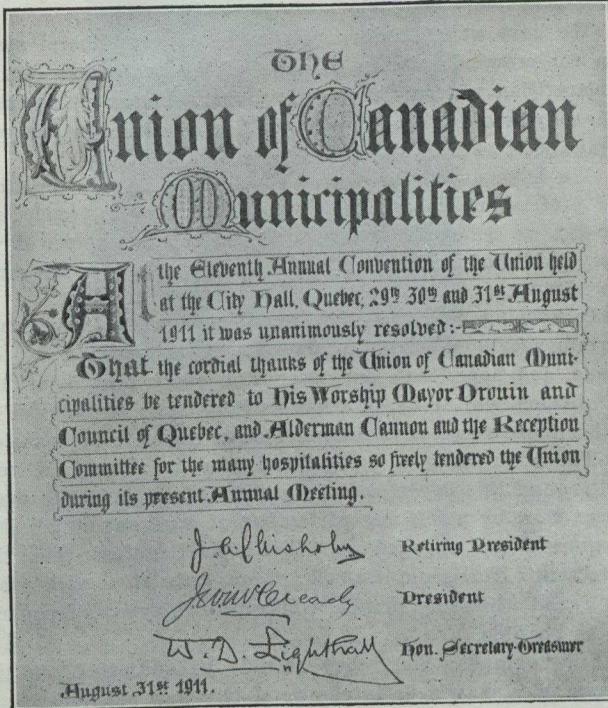 The
Union of Canadian
Municipalities
At the Eleventh Annual Convention of the Union held
at the City Hall, Quebec, 29th 30th and 31st August
1911 it was unanimously resolved:-
That the cordial thanks of the Union of Canadian Muni-
cipalities be tendered to His Worship Mayor Drouin and
Council of Quebec, and Alderman Cannon and the Reception
Committee for the many hospitalities so freely tendered the Union
during its present Annual Meeting.
J. A. Chisholm Retiring President
President
W. D. Lighthall Hon. Secretary-Treasurer
August 31st 1911.